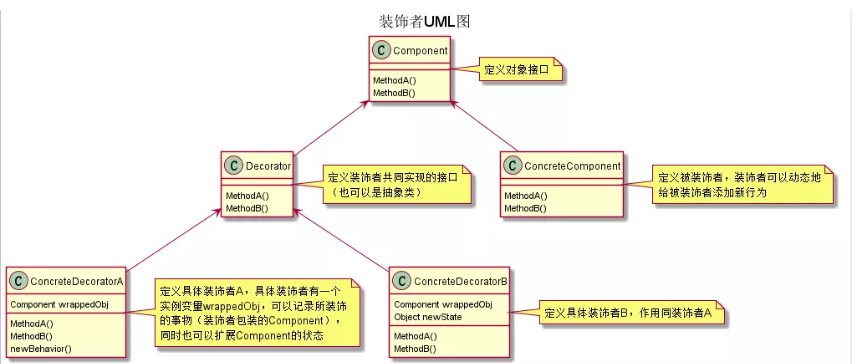 装饰者UML图
C Component
MethodA()
MethodB()
定义对象接口
C Decorator
MethodA()
MethodB()
定义装饰者共同实现的接口
（也可以是抽象类）
C ConcreteComponent
MethodA()
MethodB()
定义被装饰者，装饰者可以动态地
给被装饰者添加新行为
C ConcreteDecoratorA
Component wrappedObj
MethodA()
MethodB()
newBehavior()
定义具体装饰者A，具体装饰者有一个
实例变量wrappedObj，可以记录所装饰
的事物（装饰者包装的Component），
同时也可以扩展Component的状态
C ConcreteDecoratorB
Component wrappedObj
Object newState
MethodA()
MethodB()
定义具体装饰者B，作用同装饰者A